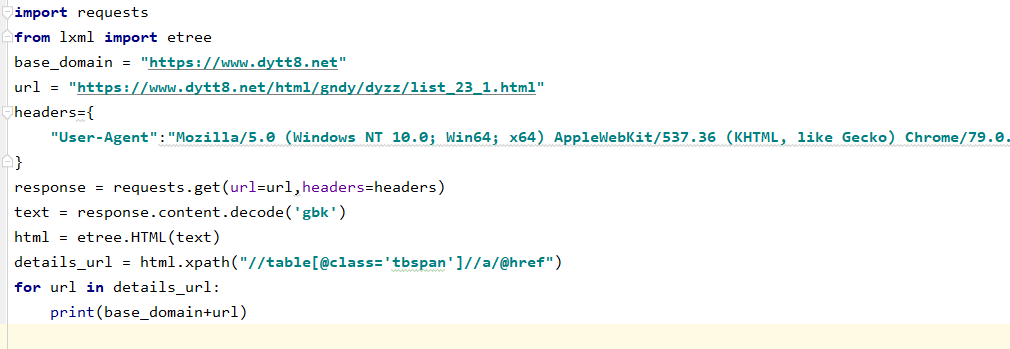 import requests
from lxml import etree
base_domain = "https://www.dytt8.net"
url = "https://www.dytt8.net/html/gndy/dyzz/list_23_1.html"
headers={
    "User-Agent":"Mozilla/5.0 (Windows NT 10.0; Win64; x64) AppleWebKit/537.36 (KHTML, like Gecko) Chrome/79.0.
}
response = requests.get(url=url,headers=headers)
text = response.content.decode('gbk')
html = etree.HTML(text)
details_url = html.xpath("//table[@class='tbspan']//a/@href")
for url in details_url:
    print(base_domain+url)